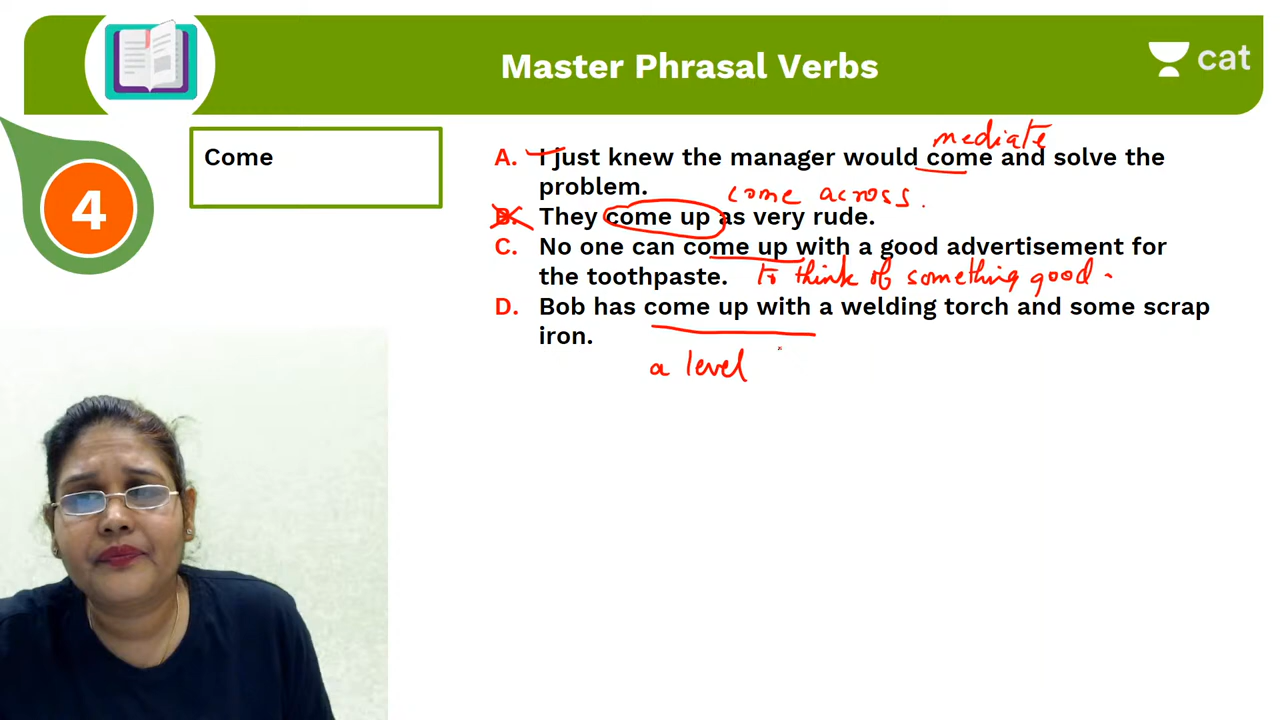 Master Phrasal Verbs
cat
4
Come
mediate
A. I just knew the manager would come and solve the
problem.
come across.
B. They come up as very rude.
C. No one can come up with a good advertisement for
the toothpaste.
to think of something good.
D. Bob has come up with a welding torch and some scrap
iron.
a level